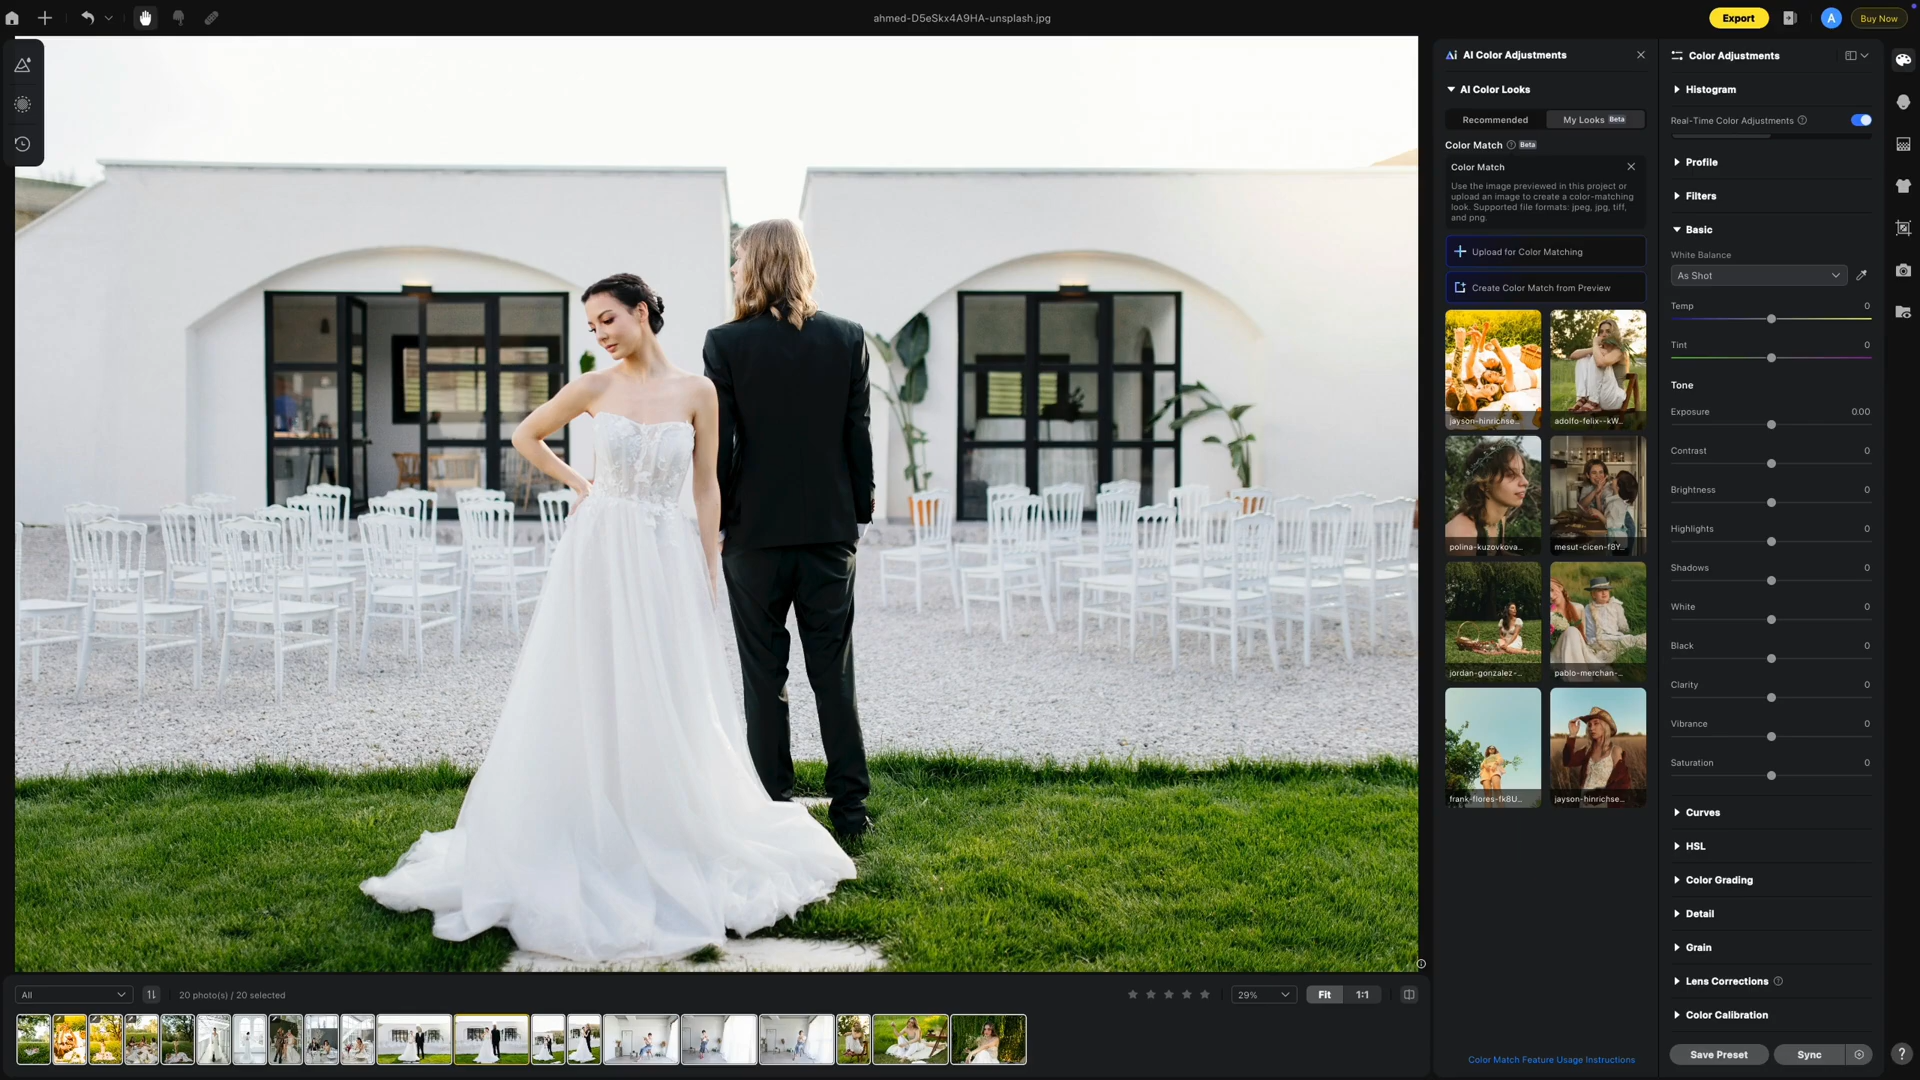 ahmed-D5eSkx4A9HA-unsplash.jpg
Export
A
Buy Now
AI Color Adjustments
AI Color Looks
Recommended
My Looks Beta
Color Match Beta
Color Match
Use the image previewed in this project or
upload an image to create a color-matching
look. Supported file formats: jpeg, jpg, tiff,
and png.
Upload for Color Matching
Create Color Match from Preview
jayson-hinrichse...
adolfo-felix--kW...
polina-kuzovkova...
mesut-cicen-f8Y...
jordan-gonzalez-...
pablo-merchan-...
frank-flores-fk8U...
jayson-hinrichse...
Color Match Feature Usage Instructions
Color Adjustments
Histogram
Real-Time Color Adjustments
Profile
Filters
Basic
White Balance
As Shot
Temp 0
Tint 0
Tone
Exposure 0.00
Contrast 0
Brightness 0
Highlights 0
Shadows 0
White 0
Black 0
Clarity 0
Vibrance 0
Saturation 0
Curves
HSL
Color Grading
Detail
Grain
Lens Corrections
Color Calibration
Save Preset
Sync
All
20 photo(s) / 20 selected
29%
Fit
1:1